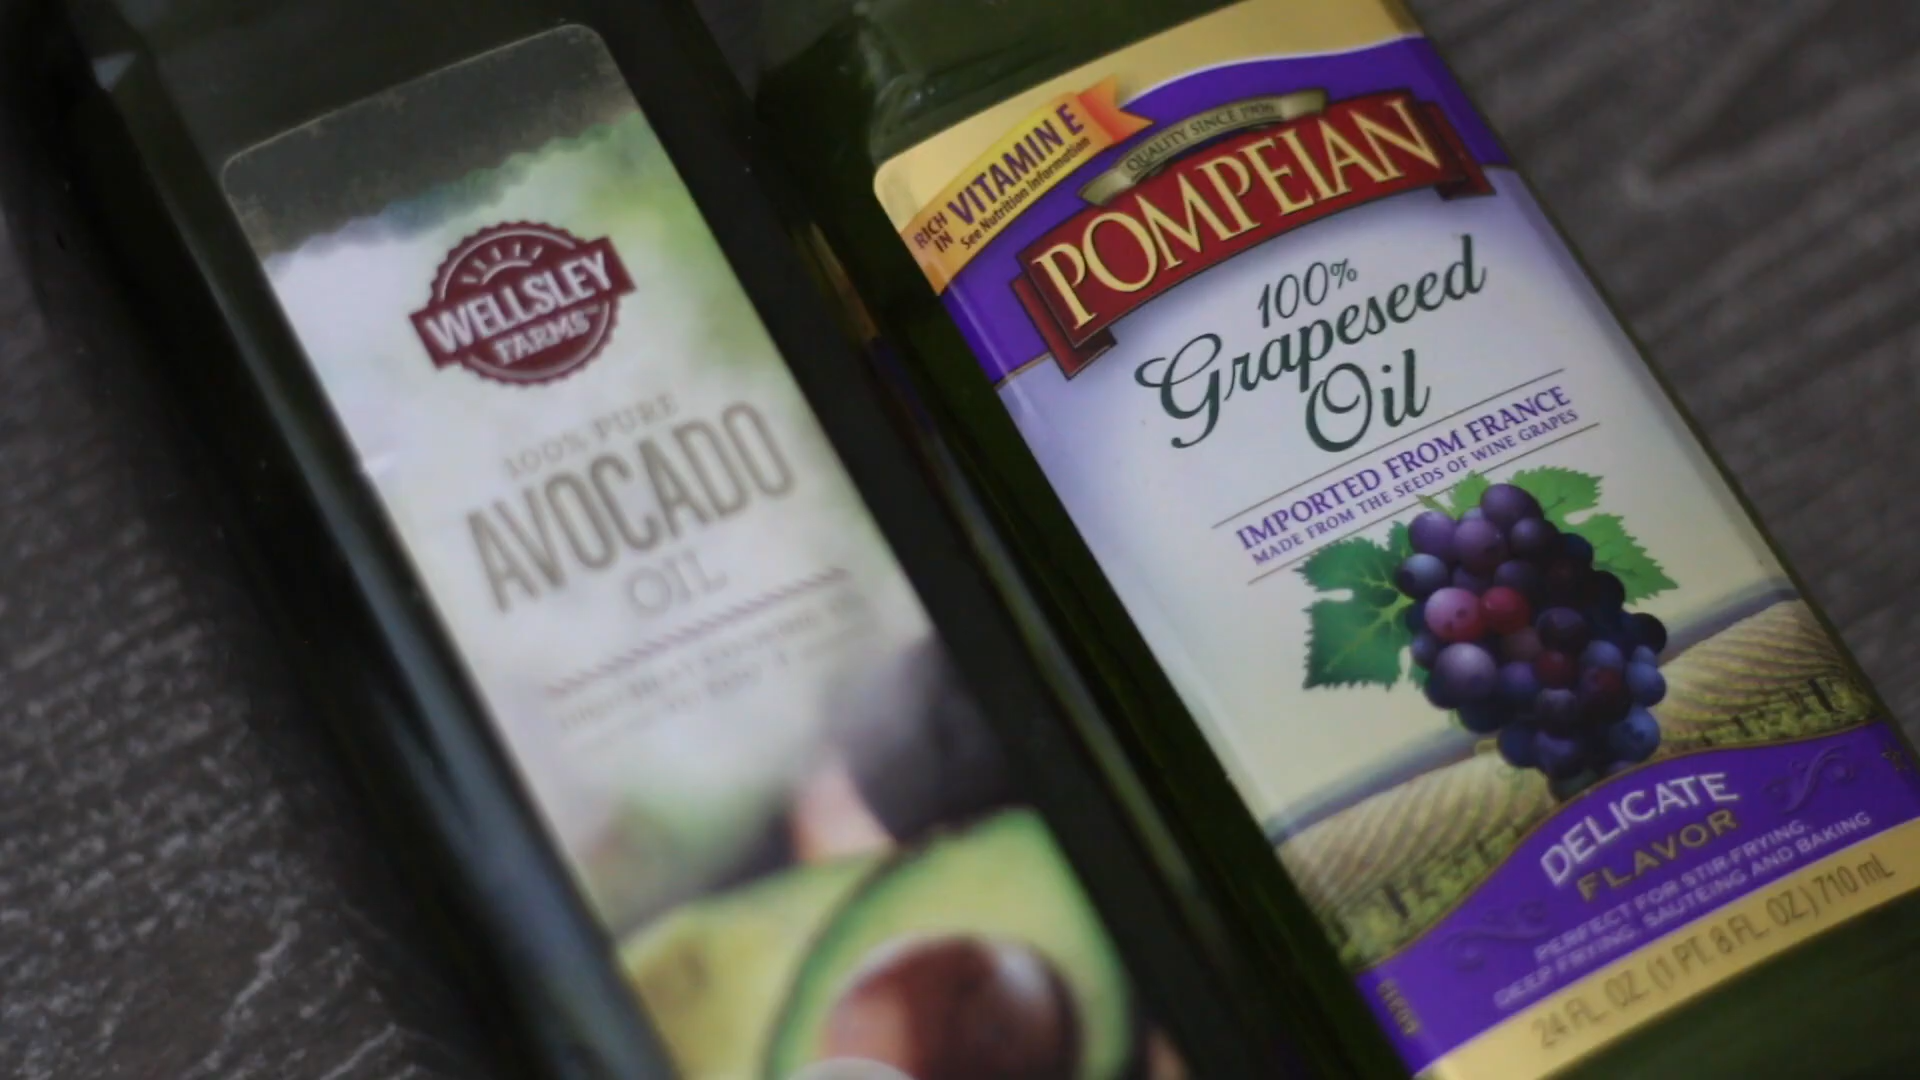 WELLSLEY
FARMS
100% PURE
AVOCADO
OIL
RICH
IN
VITAMIN E
See Nutrition Information
QUALITY SINCE 1906
POMPEIAN
100%
Grapeseed
Oil
IMPORTED FROM FRANCE
MADE FROM THE SEEDS OF WINE GRAPES
DELICATE
FLAVOR
PERFECT FOR STIR-FRYING,
DEEP FRYING, SAUTEING AND BAKING
24 FL. OZ. (1 PT. 8 FL. OZ.) 710 mL